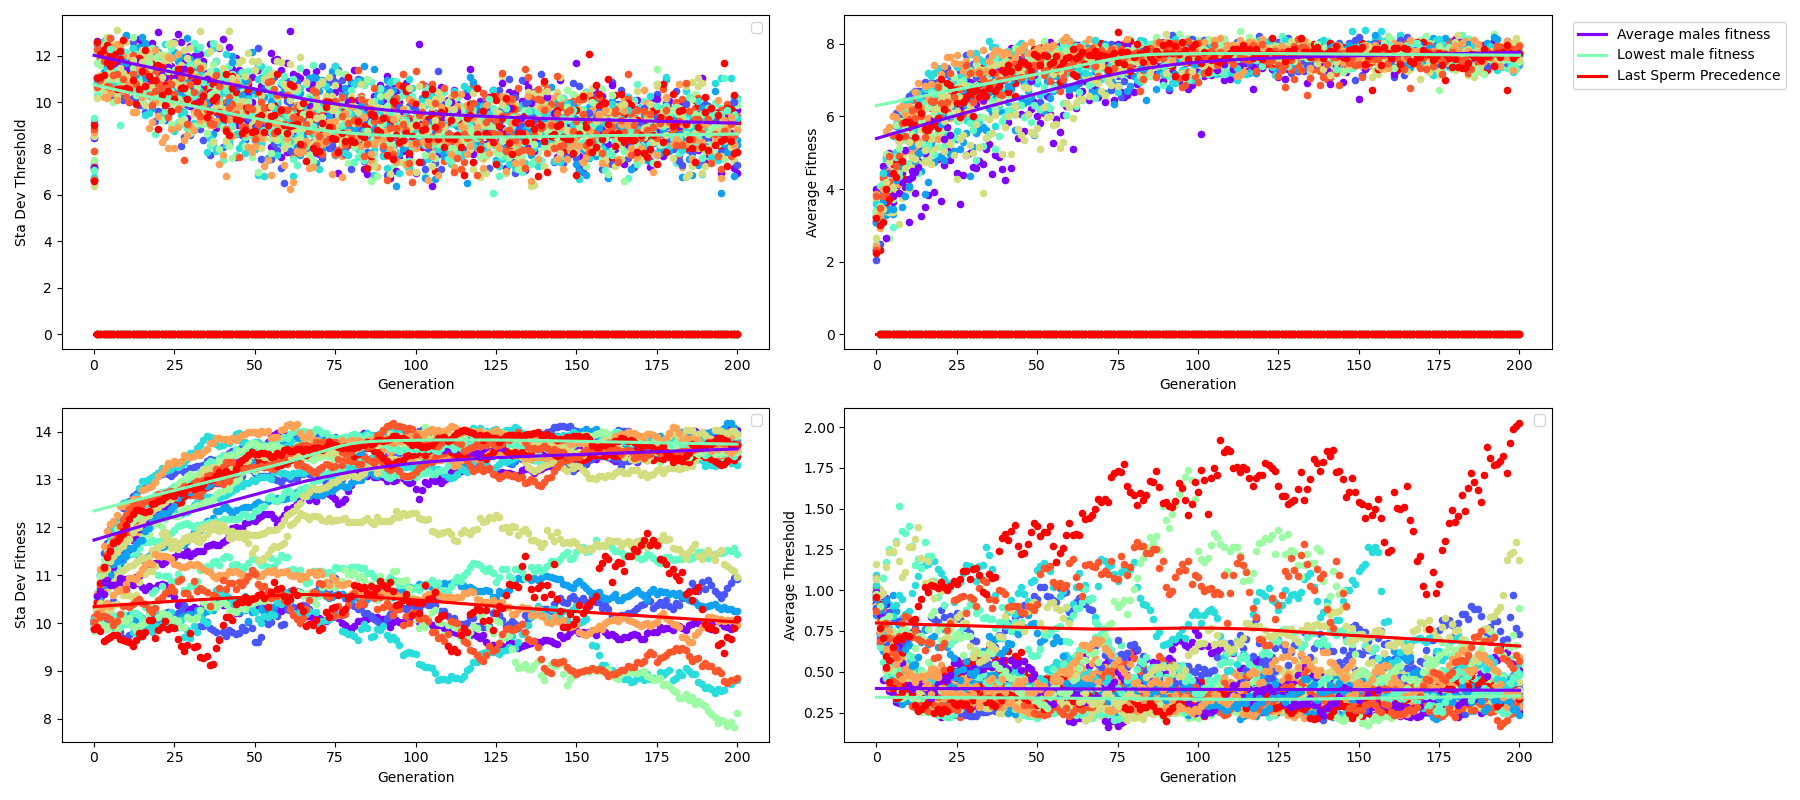 Sta Dev Threshold
12
10
8
6
4
2
0
0 25 50 75 100 125 150 175 200
Generation
Average Fitness
8
6
4
2
0
0 25 50 75 100 125 150 175 200
Generation
Average males fitness
Lowest male fitness
Last Sperm Precedence
Sta Dev Fitness
14
13
12
11
10
9
8
0 25 50 75 100 125 150 175 200
Generation
Average Threshold
2.00
1.75
1.50
1.25
1.00
0.75
0.50
0.25
0 25 50 75 100 125 150 175 200
Generation